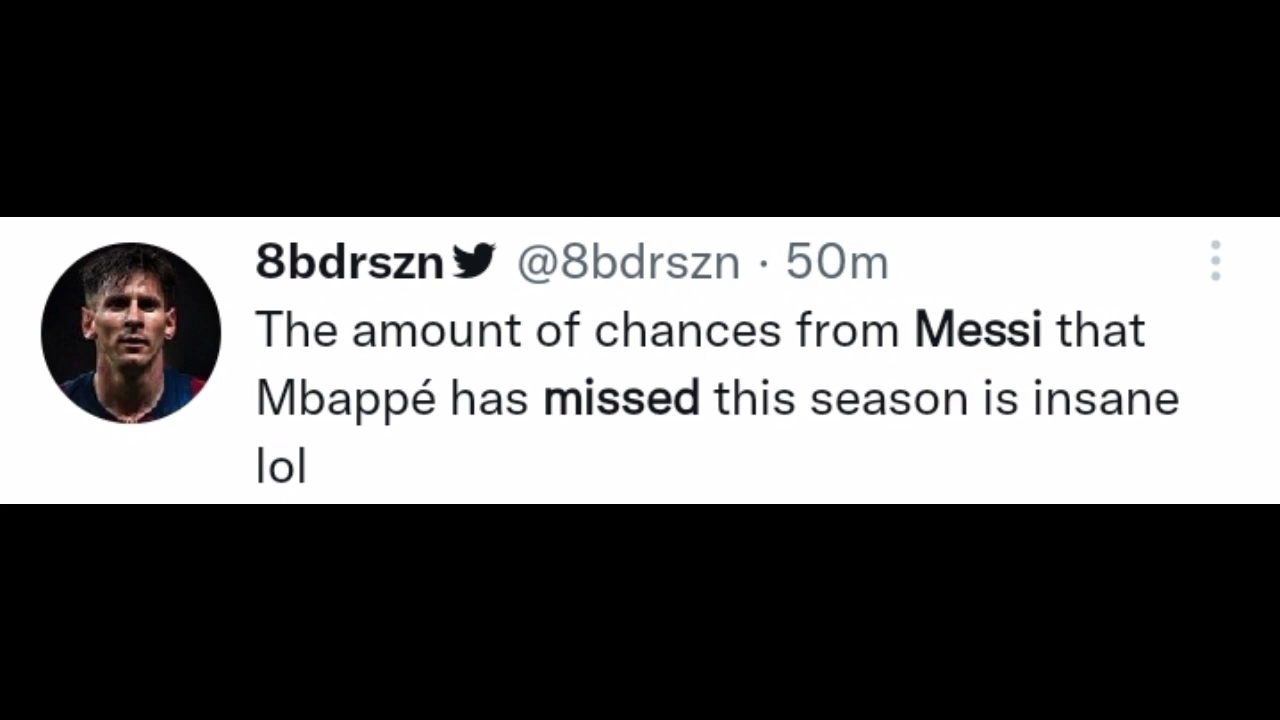 8bdrszn @8bdrszn · 50m
The amount of chances from Messi that
Mbappé has missed this season is insane
lol